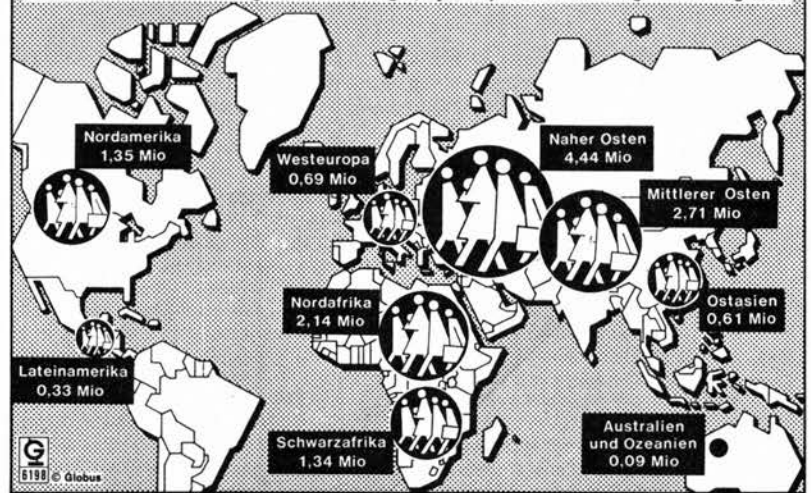 Nordamerika
1,35 Mio
Westeuropa
0,69 Mio
Naher Osten
4,44 Mio
Mittlerer Osten
2,71 Mio
Nordafrika
2,14 Mio
Ostasien
0,61 Mio
Lateinamerika
0,33 Mio
Schwarzafrika
1,34 Mio
Australien
und Ozeanien
0,09 Mio
G
6198 © Globus